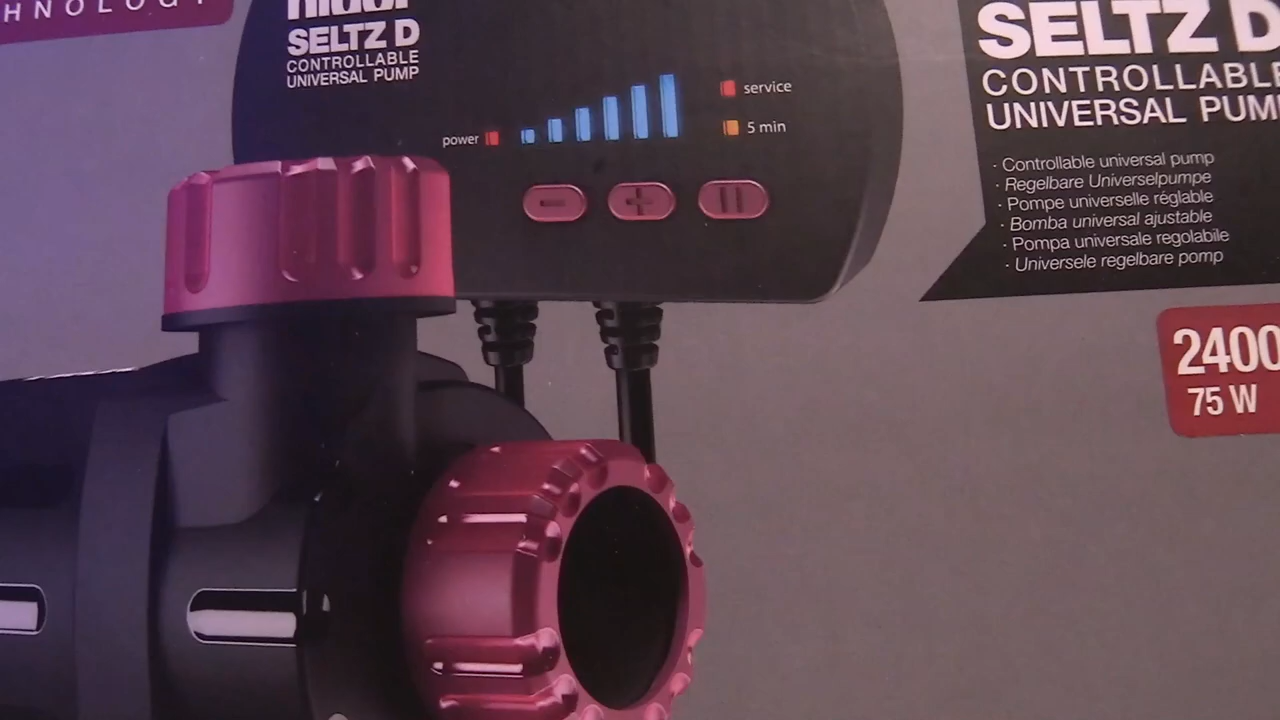 SELTZ D
CONTROLLABLE
UNIVERSAL PUMP
power
service
5 min
SELTZ D
CONTROLLABLE
UNIVERSAL PUM
· Controllable universal pump
· Regelbare Universelpumpe
· Pompe universelle réglable
· Bomba universal ajustable
· Pompa universale regolabile
· Universele regelbare pomp
2400
75 W